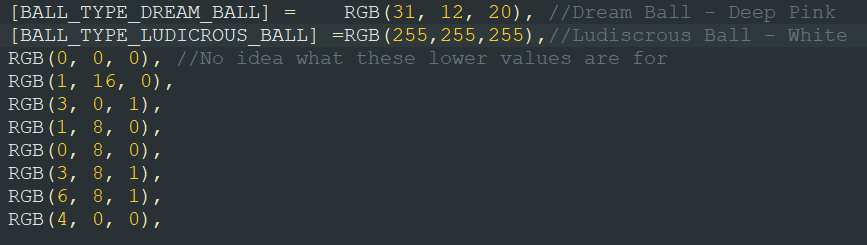 [BALL_TYPE_DREAM_BALL] =    RGB(31, 12, 20), //Dream Ball - Deep Pink
[BALL_TYPE_LUDICROUS_BALL] =RGB(255,255,255),//Ludiscrous Ball - White
RGB(0, 0, 0), //No idea what these lower values are for
RGB(1, 16, 0),
RGB(3, 0, 1),
RGB(1, 8, 0),
RGB(0, 8, 0),
RGB(3, 8, 1),
RGB(6, 8, 1),
RGB(4, 0, 0),